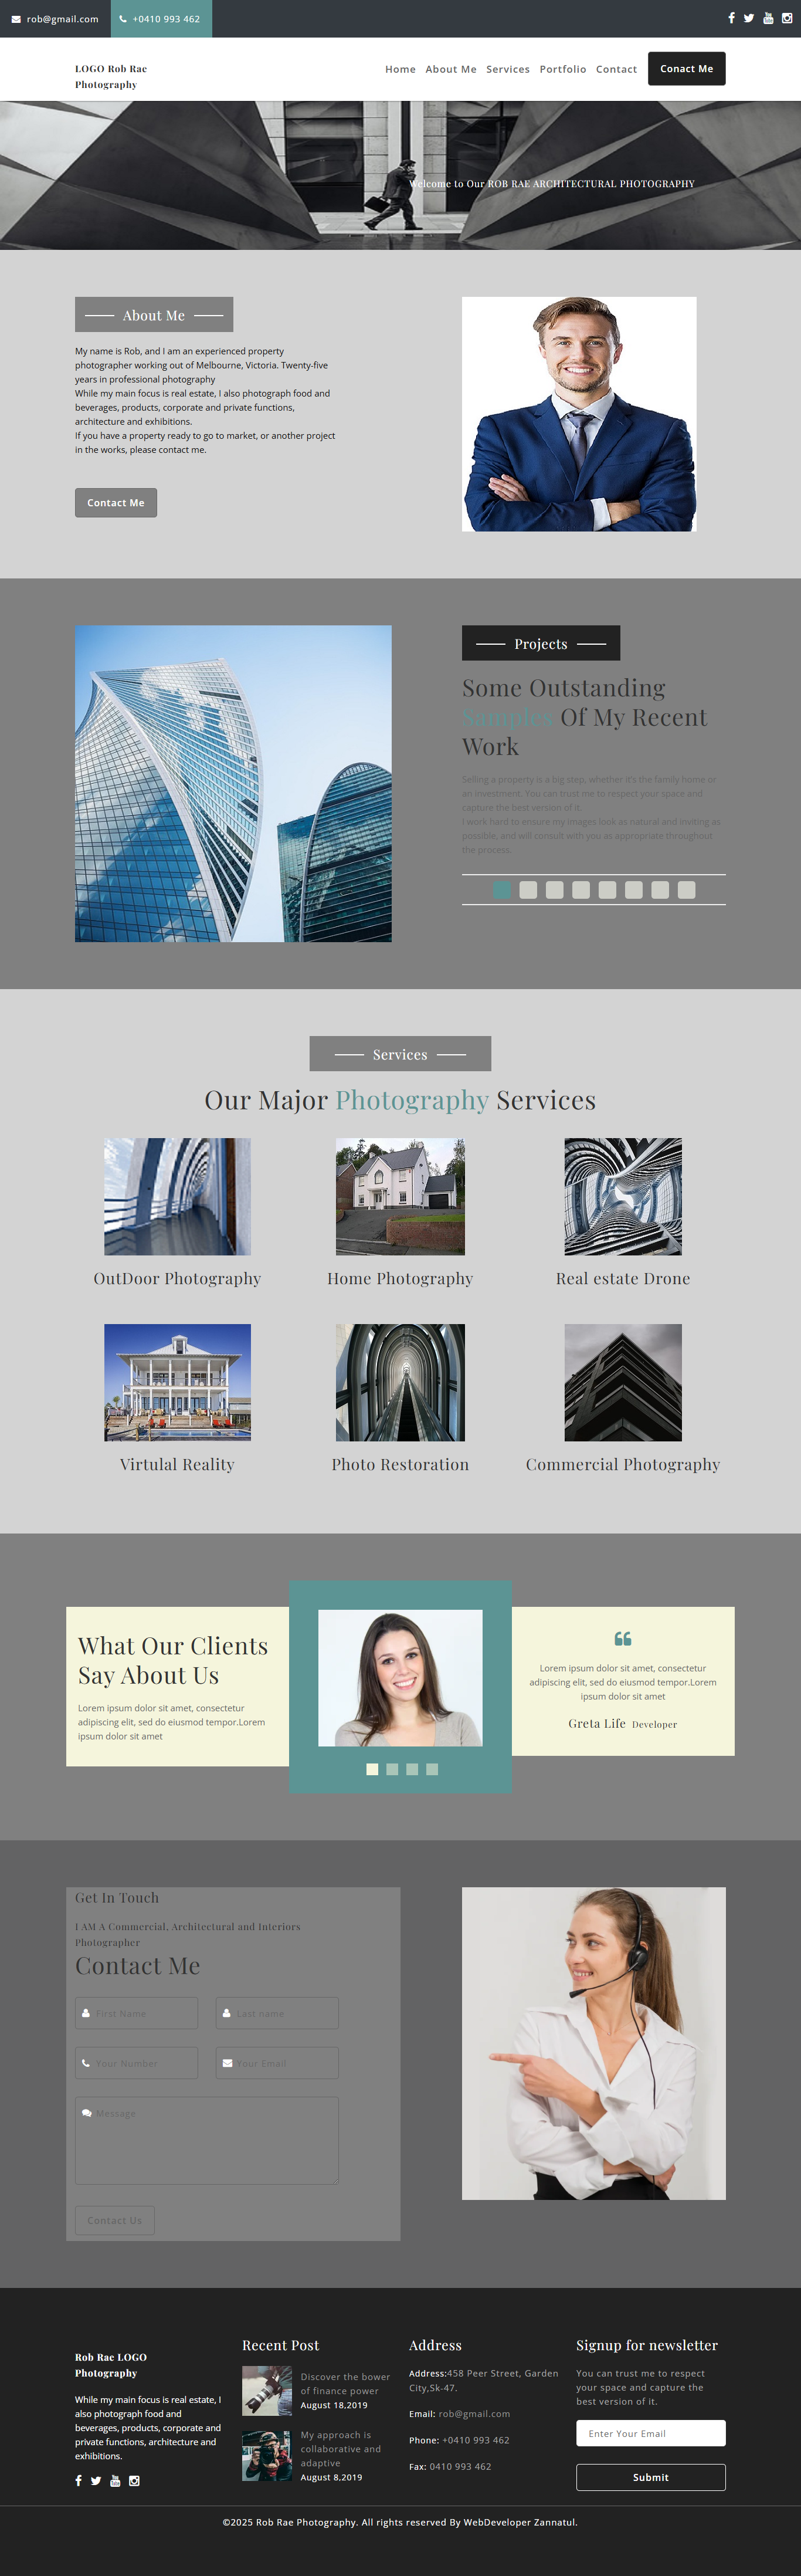 rob@gmail.com
+0410 993 462
LOGO Rob Rae
Photography
Home About Me Services Portfolio Contact
Conact Me
Welcome to Our ROB RAE ARCHITECTURAL PHOTOGRAPHY
About Me
My name is Rob, and I am an experienced property
photographer working out of Melbourne, Victoria. Twenty-five
years in professional photography
While my main focus is real estate, I also photograph food and
beverages, products, corporate and private functions,
architecture and exhibitions.
If you have a property ready to go to market, or another project
in the works, please contact me.
Contact Me
Projects
Some Outstanding
Samples Of My Recent
Work
Selling a property is a big step, whether it's the family home or
an investment. You can trust me to respect your space and
capture the best version of it.
I work hard to ensure my images look as natural and inviting as
possible, and will consult with you as appropriate throughout
the process.
Services
Our Major Photography Services
OutDoor Photography
Home Photography
Real estate Drone
Virtulal Reality
Photo Restoration
Commercial Photography
What Our Clients
Say About Us
Lorem ipsum dolor sit amet, consectetur
adipiscing elit, sed do eiusmod tempor.Lorem
ipsum dolor sit amet
Lorem ipsum dolor sit amet, consectetur
adipiscing elit, sed do eiusmod tempor.Lorem
ipsum dolor sit amet
Greta Life Developer
Get In Touch
I AM A Commercial, Architectural and Interiors
Photographer
Contact Me
First Name
Last name
Your Number
Your Email
Message
Contact Us
Rob Rae LOGO
Photography
While my main focus is real estate, I
also photograph food and
beverages, products, corporate and
private functions, architecture and
exhibitions.
Recent Post
Discover the bower
of finance power
August 18,2019
My approach is
collaborative and
adaptive
August 8,2019
Address
Address:458 Peer Street, Garden
City,Sk-47.
Email: rob@gmail.com
Phone: +0410 993 462
Fax: 0410 993 462
Signup for newsletter
You can trust me to respect
your space and capture the
best version of it.
Enter Your Email
Submit
©2025 Rob Rae Photography. All rights reserved By WebDeveloper Zannatul.